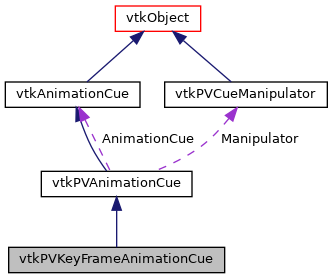 vtkObject
vtkAnimationCue
vtkPVCueManipulator
AnimationCue
Manipulator
vtkPVAnimationCue
vtkPVKeyFrameAnimationCue